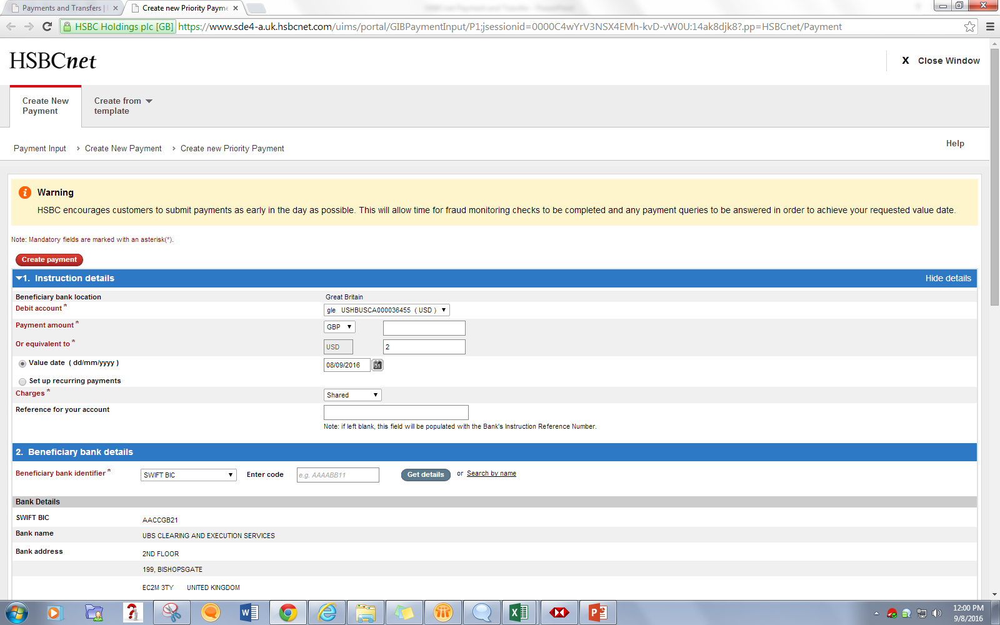 Payments and Transfers |
Create new Priority Payme
HSBC Holdings plc [GB] https://www.sde4-a.uk.hsbcnet.com/uims/portal/GIBPaymentInput/P1;jsessionid=0000C4wYrV3NSX4EMh-kvD-vW0U:14ak8djk8?.pp=HSBCnet/Payment
HSBCnet
X Close Window
Create New Payment
Create from template
Payment Input > Create New Payment > Create new Priority Payment
Help
Warning
HSBC encourages customers to submit payments as early in the day as possible. This will allow time for fraud monitoring checks to be completed and any payment queries to be answered in order to achieve your requested value date.
Note: Mandatory fields are marked with an asterisk(*).
Create payment
1. Instruction details Hide details
Beneficiary bank location Great Britain
Debit account * gle USHBUSCA000036455 ( USD )
Payment amount * GBP
Or equivalent to * USD 2
Value date ( dd/mm/yyyy ) 08/09/2016 31
Set up recurring payments
Charges * Shared
Reference for your account
Note: if left blank, this field will be populated with the Bank's Instruction Reference Number.
2. Beneficiary bank details
Beneficiary bank identifier * SWIFT BIC Enter code e.g. AAAABB11 Get details or Search by name
Bank Details
SWIFT BIC AACCGB21
Bank name UBS CLEARING AND EXECUTION SERVICES
Bank address 2ND FLOOR
199, BISHOPSGATE
EC2M 3TY UNITED KINGDOM
12:00 PM
9/8/2016